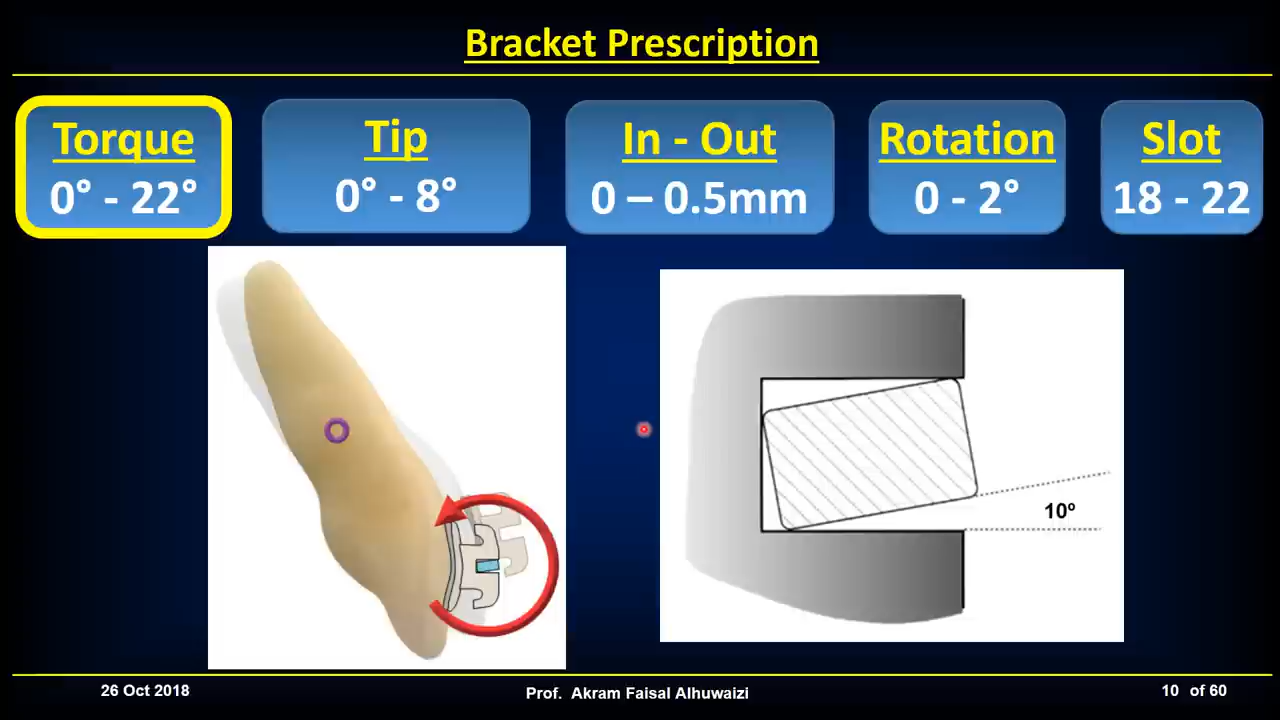 Bracket Prescription
Torque
0° - 22°
Tip
0° - 8°
In - Out
0 – 0.5mm
Rotation
0 - 2°
Slot
18 - 22
10º
26 Oct 2018
Prof. Akram Faisal Alhuwaizi
10 of 60